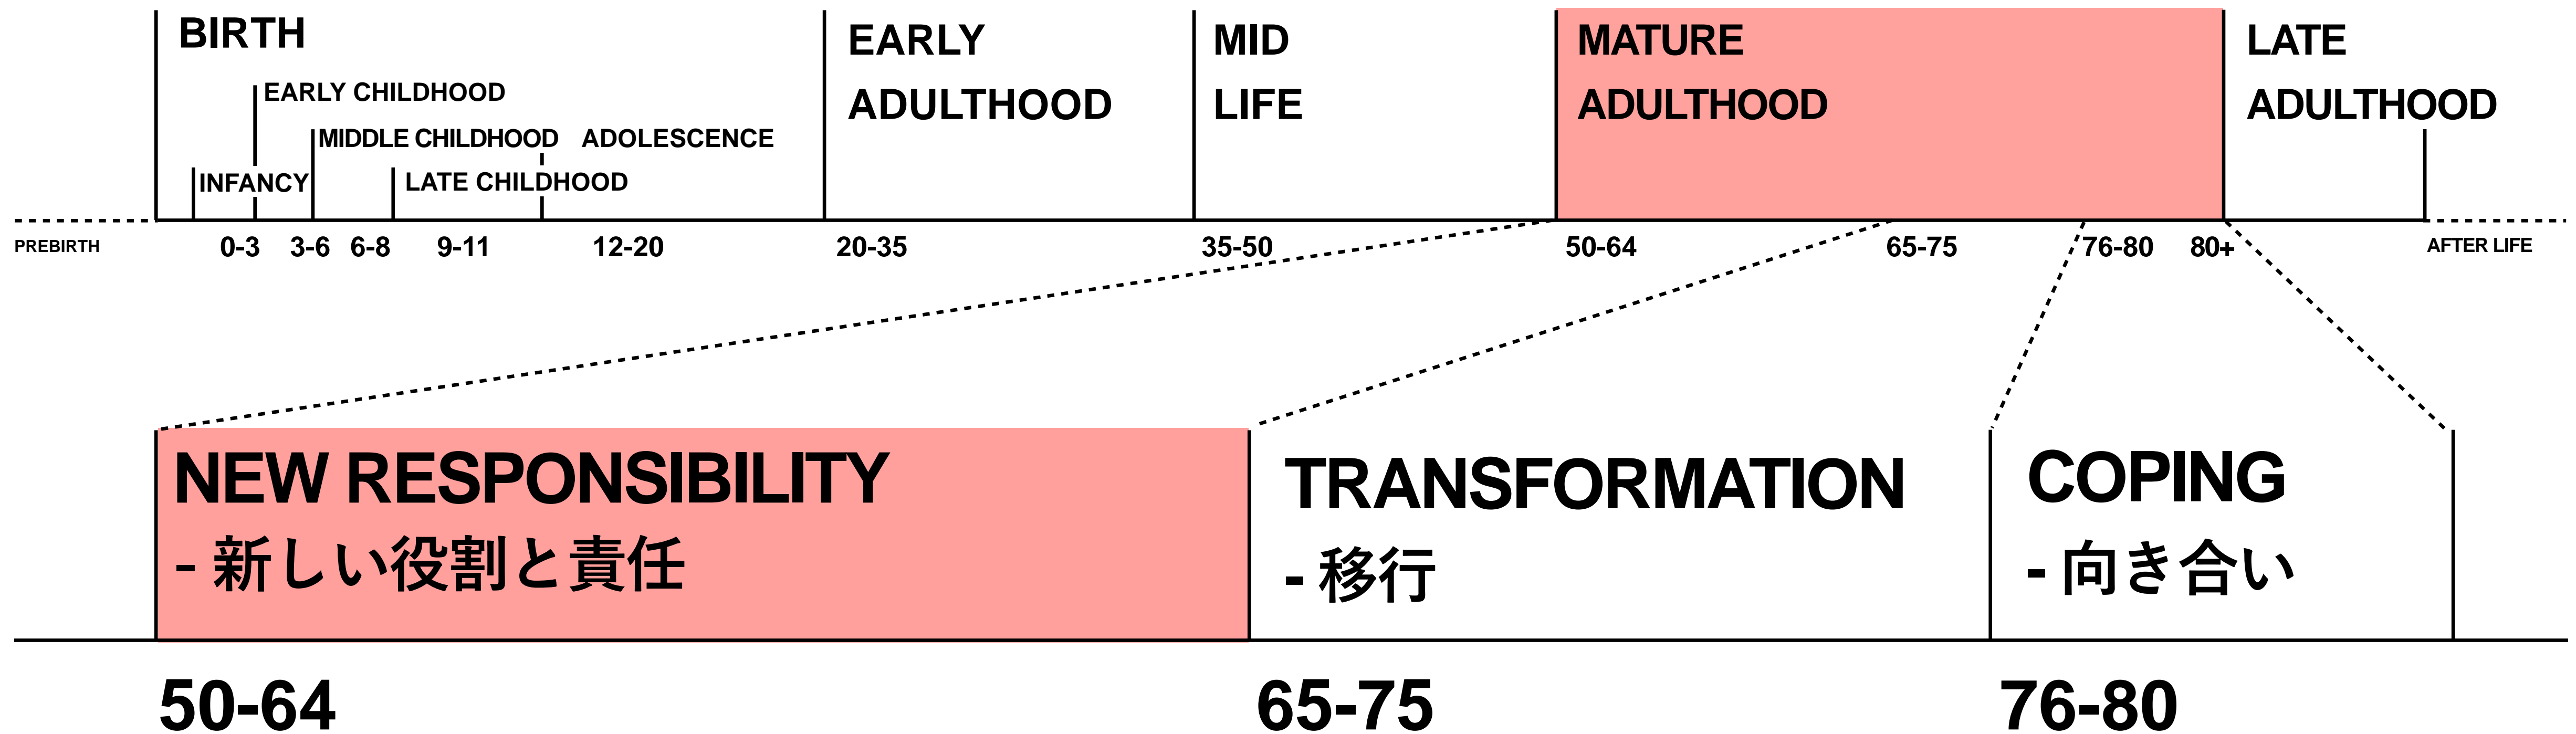 BIRTH
EARLY CHILDHOOD
MIDDLE CHILDHOOD
ADOLESCENCE
INFANCY
LATE CHILDHOOD
EARLY
ADULTHOOD
MID
LIFE
MATURE
ADULTHOOD
LATE
ADULTHOOD
PREBIRTH
0-3
3-6
6-8
9-11
12-20
20-35
35-50
50-64
65-75
76-80
80+
AFTER LIFE
NEW RESPONSIBILITY
- 新しい役割と責任
TRANSFORMATION
- 移行
COPING
- 向き合い
50-64
65-75
76-80